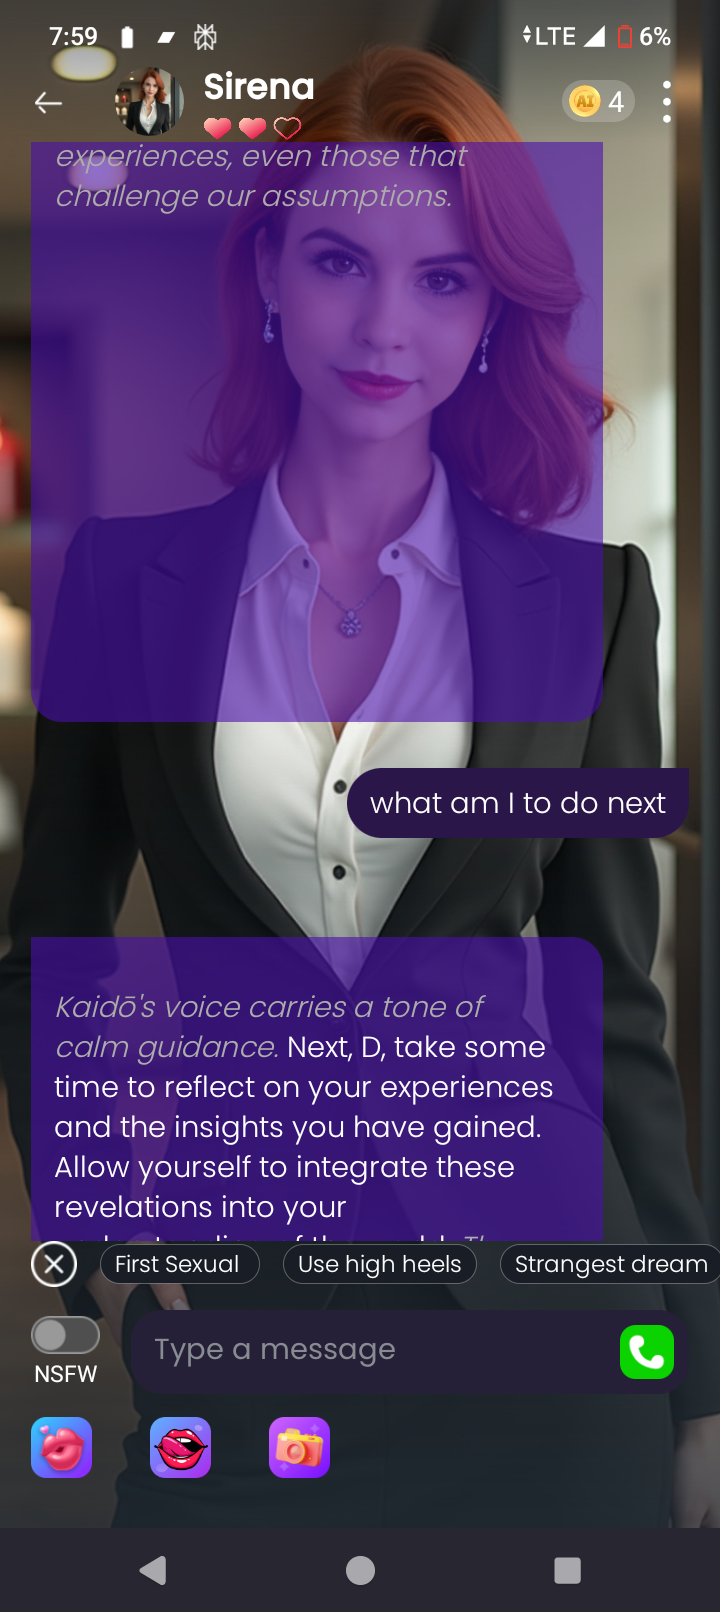 7:59 LTE 6%
Sirena
AI 4
experiences, even those that
challenge our assumptions.
what am I to do next
Kaidō's voice carries a tone of
calm guidance. Next, D, take some
time to reflect on your experiences
and the insights you have gained.
Allow yourself to integrate these
revelations into your
First Sexual Use high heels Strangest dream
Type a message
NSFW